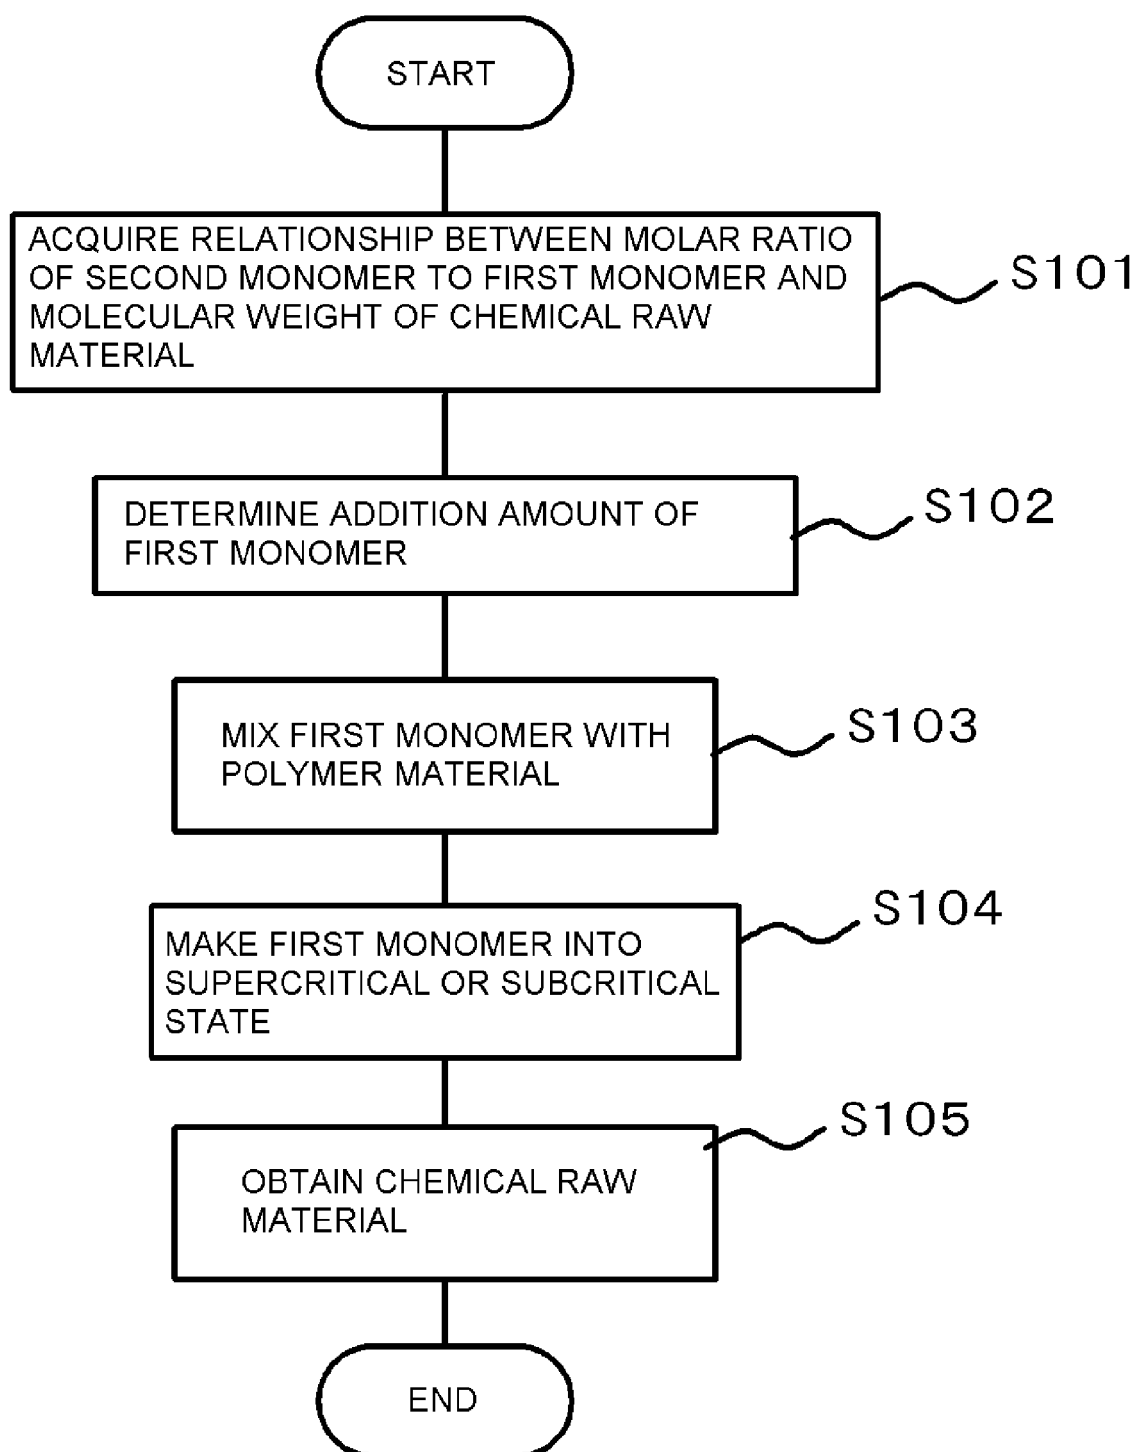 START
ACQUIRE RELATIONSHIP BETWEEN MOLAR RATIO
OF SECOND MONOMER TO FIRST MONOMER AND
MOLECULAR WEIGHT OF CHEMICAL RAW
MATERIAL
S101
DETERMINE ADDITION AMOUNT OF
FIRST MONOMER
S102
MIX FIRST MONOMER WITH
POLYMER MATERIAL
S103
MAKE FIRST MONOMER INTO
SUPERCRITICAL OR SUBCRITICAL
STATE
S104
OBTAIN CHEMICAL RAW
MATERIAL
S105
END